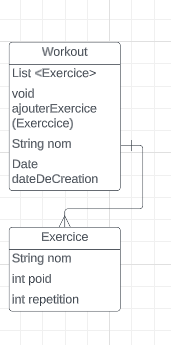 Workout
List <Exercice>
void
ajouterExercice
(Exerccice)
String nom
Date
dateDeCreation
Exercice
String nom
int poid
int repetition